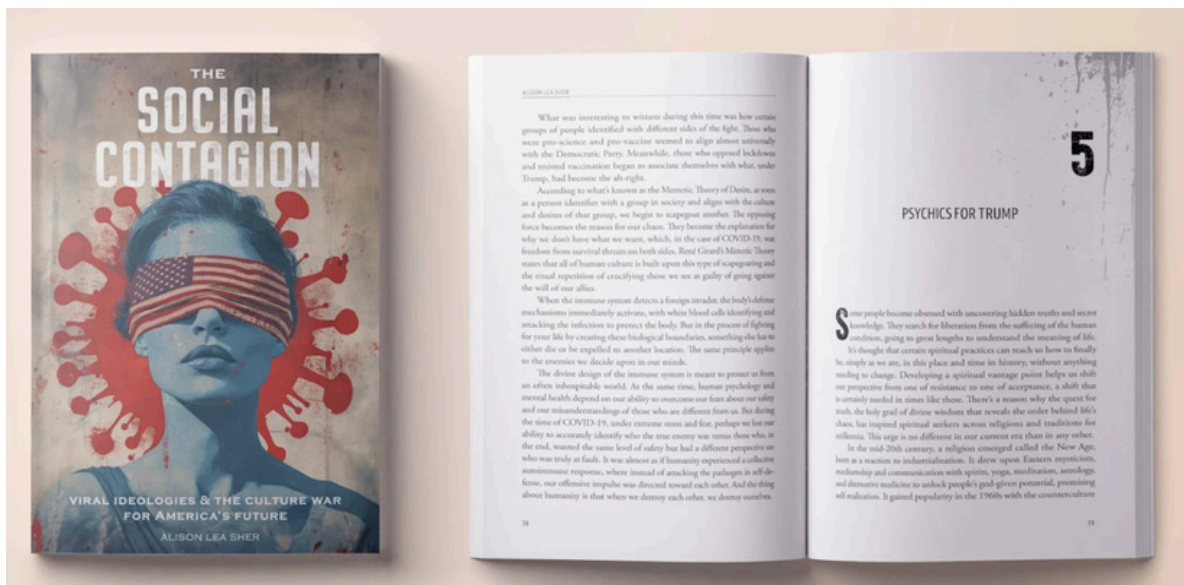 THE
SOCIAL
CONTAGION
VIRAL IDEOLOGIES & THE CULTURE WAR
FOR AMERICA'S FUTURE
ALISON LEA SHER
ALISON LEA SHER
What was interesting to witness during this time was how certain
groups of people identified with different sides of the fight. Those who
were pro-science and pro-vaccine seemed to align almost universally
with the Democratic Party. Meanwhile, those who opposed lockdowns
and resisted vaccination began to associate themselves with what, under
Trump, had become the alt-right.
According to what's known as the Memetic Theory of Desire, as soon
as a person identifies with a group in society and aligns with the culture
and desires of that group, we begin to scapegoat another. The opposing
force becomes the reason for our chaos. They become the explanation for
why we don't have what we want, which, in the case of COVID-19, was
freedom from survival threats on both sides. René Girard's Mimetic Theory
states that all of human culture is built upon this type of scapegoating and
the ritual repetition of crucifying those we see as guilty of going against
the will of our allies.
When the immune system detects a foreign invader, the body's defense
mechanisms immediately activate, with white blood cells identifying and
attacking the infection to protect the body. But in the process of fighting
for your life by creating these biological boundaries, something else has to
either die or be expelled to another location. The same principle applies
to the enemies we decide upon in our minds.
The divine design of the immune system is meant to protect us from
an often inhospitable world. At the same time, human psychology and
mental health depend on our ability to overcome our fears about our safety
and our misunderstandings of those who are different from us. But during
the time of COVID-19, under extreme stress and fear, perhaps we lost our
ability to accurately identify who the true enemy was versus those who, in
the end, wanted the same level of safety but had a different perspective on
who was truly at fault. It was almost as if humanity experienced a collective
autoimmune response, where instead of attacking the pathogen in self-de-
fense, our offensive impulse was directed toward each other. And the thing
about humanity is that when we destroy each other, we destroy ourselves.
38
5
PSYCHICS FOR TRUMP
Some people become obsessed with uncovering hidden truths and secret
knowledge. They search for liberation from the suffering of the human
condition, going to great lengths to understand the meaning of life.
It's thought that certain spiritual practices can teach us how to finally
be, simply as we are, in this place and time in history, without anything
needing to change. Developing a spiritual vantage point helps us shift
our perspective from one of resistance to one of acceptance, a shift that
is certainly needed in times like these. There's a reason why the quest for
truth, the holy grail of divine wisdoms that reveals the order behind life's
chaos, has inspired spiritual seekers across religions and traditions for
millennia. This urge is no different in our current era than in any other.
In the mid-20th century, a religion emerged called the New Age,
born as a reaction to industrialization. It drew upon Eastern mysticism,
mediumship and communication with spirits, yoga, meditation, astrology,
and alternative medicine to unlock people's god-given potential, promising
self-realization. It gained popularity in the 1960s with the counterculture
39